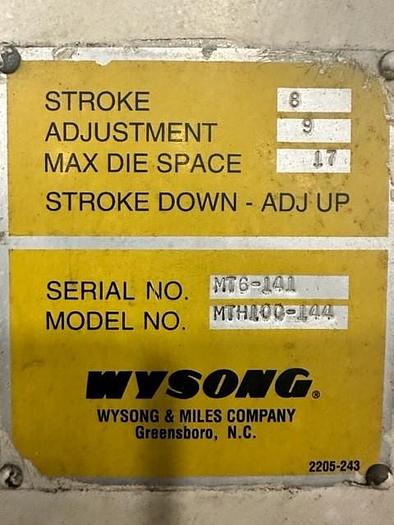 STROKE 8
ADJUSTMENT 9
MAX DIE SPACE 17
STROKE DOWN - ADJ UP
SERIAL NO. MT6-141
MODEL NO. MTH100-144
WYSONG®
WYSONG & MILES COMPANY
Greensboro, N.C.
2205-243